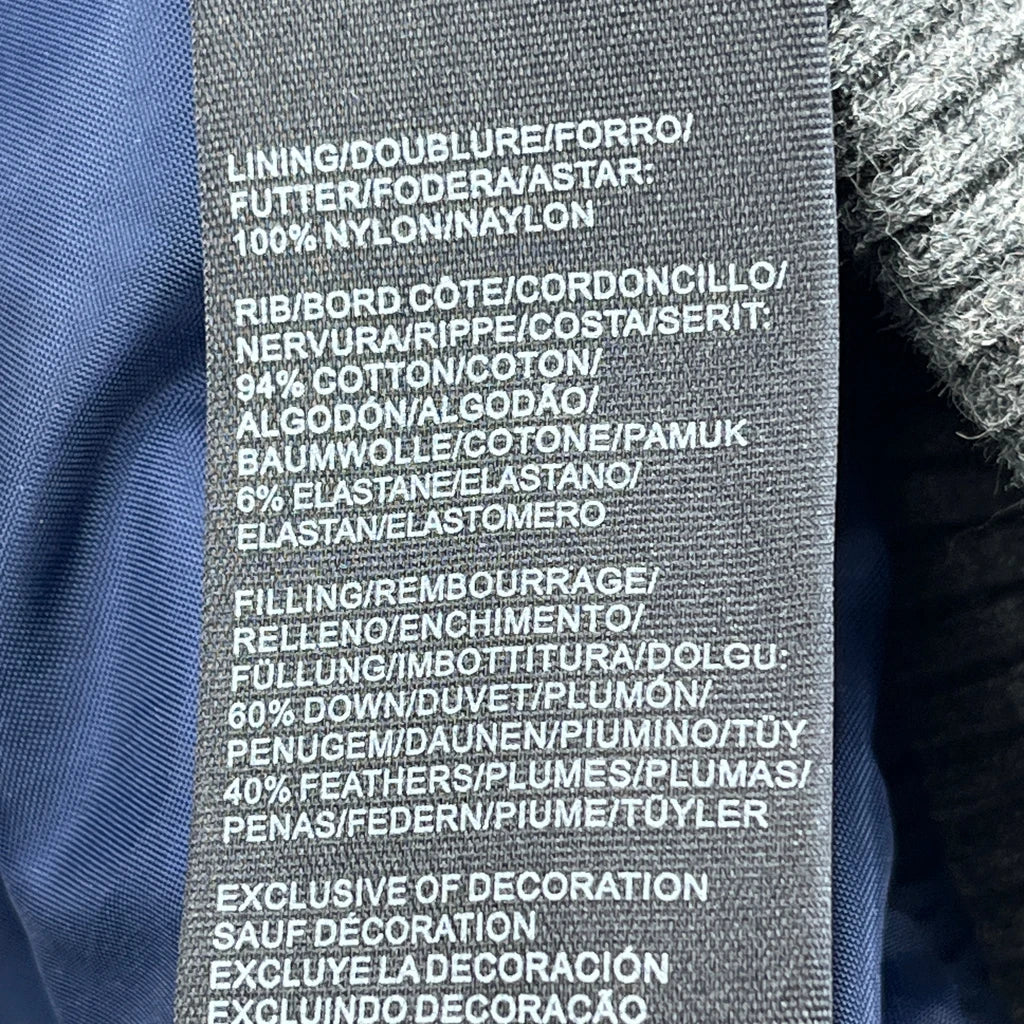 LINING/DOUBLURE/FORRO/
FUTTER/FODERA/ASTAR:
100% NYLON/NAYLON
RIB/BORD CÔTE/CORDONCILLO/
NERVURA/RIPPE/COSTA/SERIT:
94% COTTON/COTON/
ALGODÓN/ALGODÃO/
BAUMWOLLE/COTONE/PAMUK
6% ELASTANE/ELASTANO/
ELASTAN/ELASTOMERO
FILLING/REMBOURRAGE/
RELLENO/ENCHIMENTO/
FÜLLUNG/IMBOTTITURA/DOLGU:
60% DOWN/DUVET/PLUMÓN/
PENUGEM/DAUNEN/PIUMINO/TÜY
40% FEATHERS/PLUMES/PLUMAS/
PENAS/FEDERN/PIUME/TÜYLER
EXCLUSIVE OF DECORATION
SAUF DÉCORATION
EXCLUYE LA DECORACIÓN
EXCLUINDO DECORAÇÃO